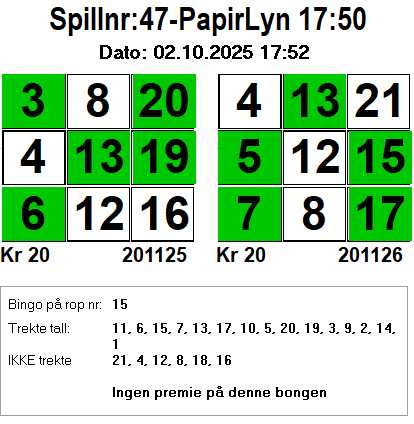 Spillnr:47-PapirLyn 17:50
Dato: 02.10.2025 17:52
3 8 20 4 13 21
4 13 19 5 12 15
6 12 16 7 8 17
Kr 20 201125 Kr 20 201126
Bingo på rop nr: 15
Trekte tall: 11, 6, 15, 7, 13, 17, 10, 5, 20, 19, 3, 9, 2, 14,
1
IKKE trekte 21, 4, 12, 8, 18, 16
Ingen premie på denne bongen